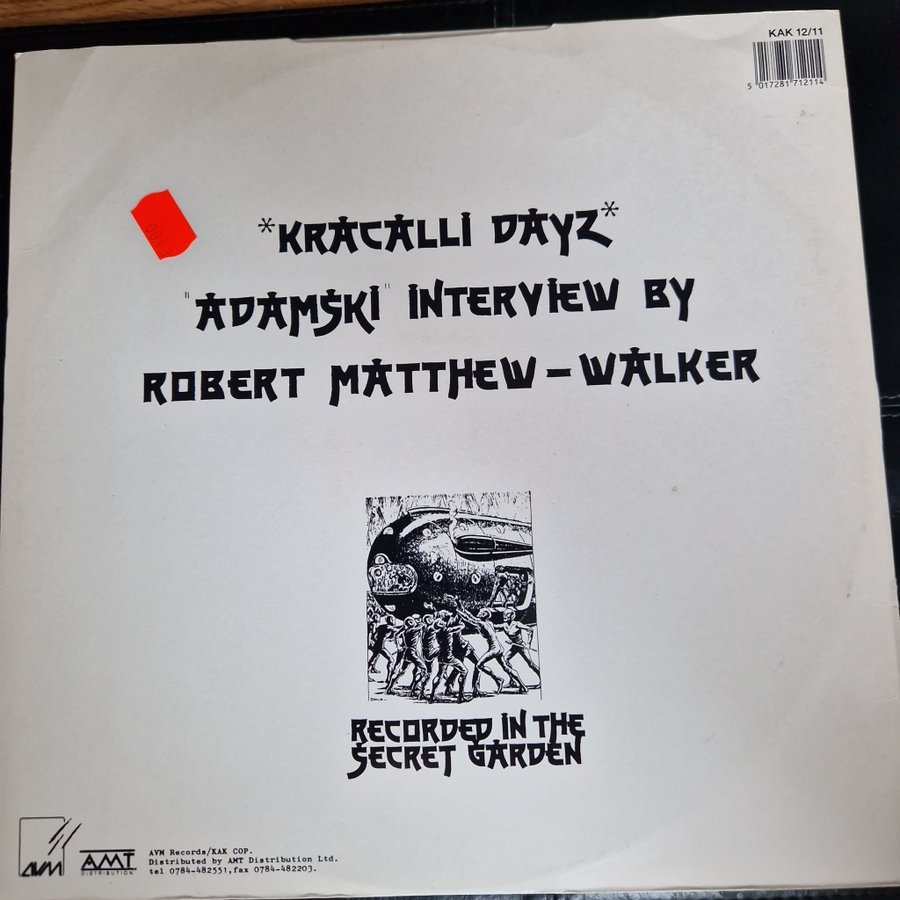 KAK 12/11
5 017281 712114
*KRACALLI DAYZ*
"ADAMSKI" INTERVIEW BY
ROBERT MATTHEW-WALKER
RECORDED IN THE
SECRET GARDEN
AVM
AMT
DISTRIBUTION
AVM Records/KAK COP.
Distributed by AMT Distribution Ltd.
tel 0784-482551,fax 0784-482203.